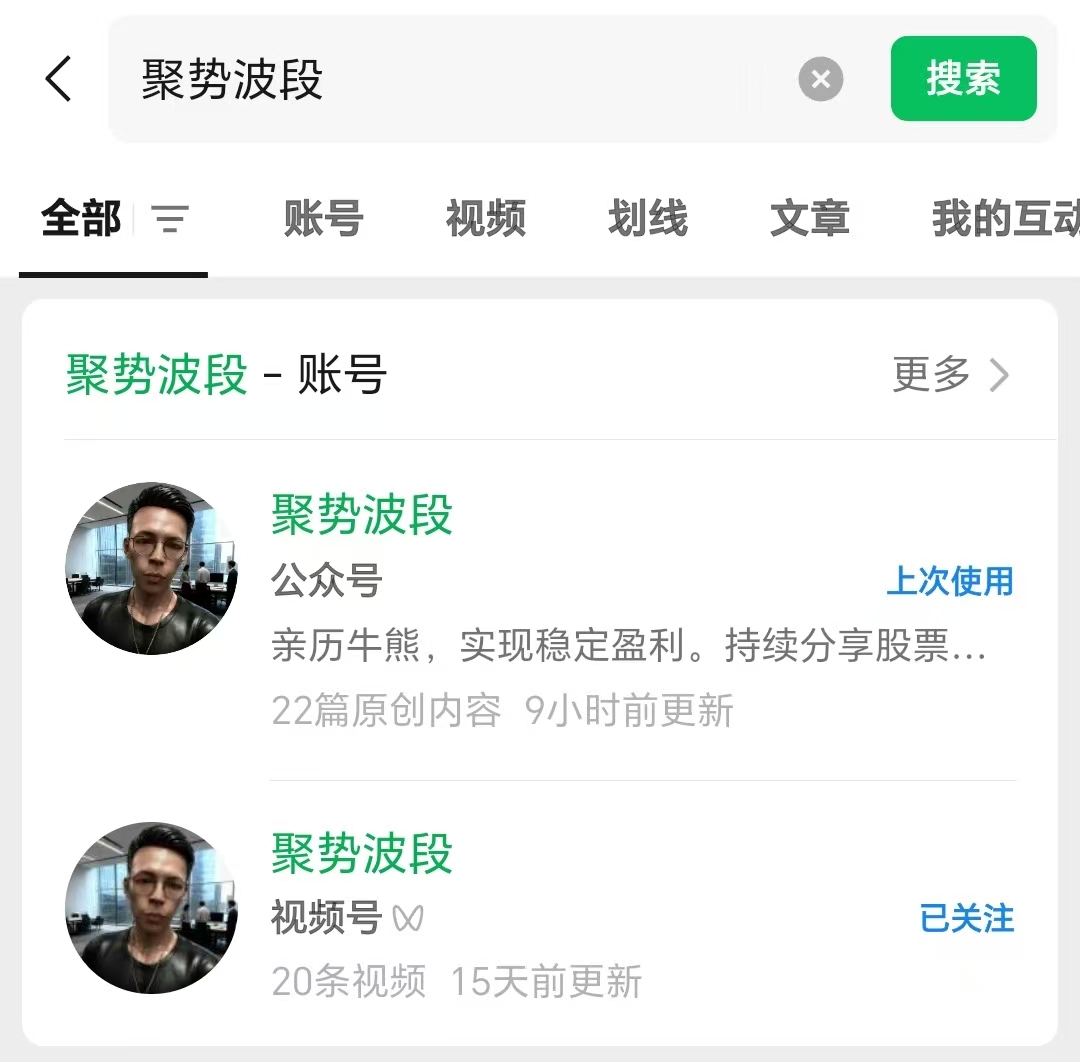 聚势波段
搜索
全部 账号 视频 划线 文章 我的互动
聚势波段 - 账号 更多
聚势波段
公众号 上次使用
亲历牛熊，实现稳定盈利。持续分享股票...
22篇原创内容 9小时前更新
聚势波段
视频号 已关注
20条视频 15天前更新